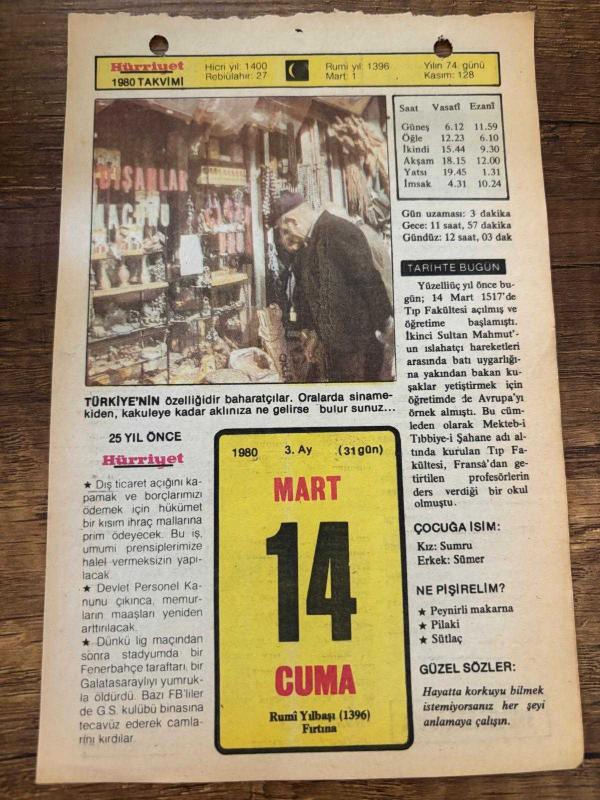 Hürriyet
1980 TAKVİMİ
Hicri yıl: 1400
Rebiülahır: 27
Rumi yıl: 1396
Mart: 1
Yılın 74. günü
Kasım: 128
Saat Vasatî Ezanî
Güneş 6.12 11.59
Öğle 12.23 6.10
İkindi 15.44 9.30
Akşam 18.15 12.00
Yatsı 19.45 1.31
İmsak 4.31 10.24
Gün uzaması: 3 dakika
Gece: 11 saat, 57 dakika
Gündüz: 12 saat, 03 dak
TARIHTE BUGÜN
Yüzelliüç yıl önce bu-
gün; 14 Mart 1517'de
Tıp Fakültesi açılmış ve
öğretime başlamıştı.
İkinci Sultan Mahmut'-
un ıslahatçı hareketleri
arasında batı uygarlığı-
na yakından bakan ku-
şaklar yetiştirmek için
öğretimde de Avrupa'yı
örnek almıştı. Bu cüm-
leden olarak Mekteb-i
Tıbbiye-i Şahane adı al-
tında kurulan Tıp Fa-
kültesi, Fransa'dan ge-
tirtilen profesörlerin
ders verdiği bir okul
olmuştu.
ÇOCUĞA İSİM:
Kız: Sumru
Erkek: Sümer
NE PİŞİRELİM?
★ Peynirli makarna
★ Pilaki
★ Sütlaç
GÜZEL SÖZLER:
Hayatta korkuyu bilmek
istemiyorsanız her şeyi
anlamaya çalışın.
TÜRKİYE'NİN özelliğidir baharatçılar. Oralarda siname-
kiden, kakuleye kadar aklınıza ne gelirse bulur sunuz...
25 YIL ÖNCE
Hürriyet
★ Dış ticaret açığını ka-
pamak ve borçlarımızı
ödemek için hükümet
bir kısım ihraç mallarına
prim ödeyecek. Bu iş,
umumi prensiplerimize
halel vermeksizin yapı-
lacak.
★ Devlet Personel Ka-
nunu çıkınca, memur-
ların maaşları yeniden
arttırılacak.
★ Dünkü lig maçından
sonra stadyumda bir
Fenerbahçe taraftarı, bir
Galatasaraylıyı yumruk-
la öldürdü. Bazı FB'liler
de G.S. kulübü binasına
tecavüz ederek camla-
rını kırdılar.
1980 3. Ay (31 gün)
MART
14
CUMA
Rumî Yılbaşı (1396)
Fırtına